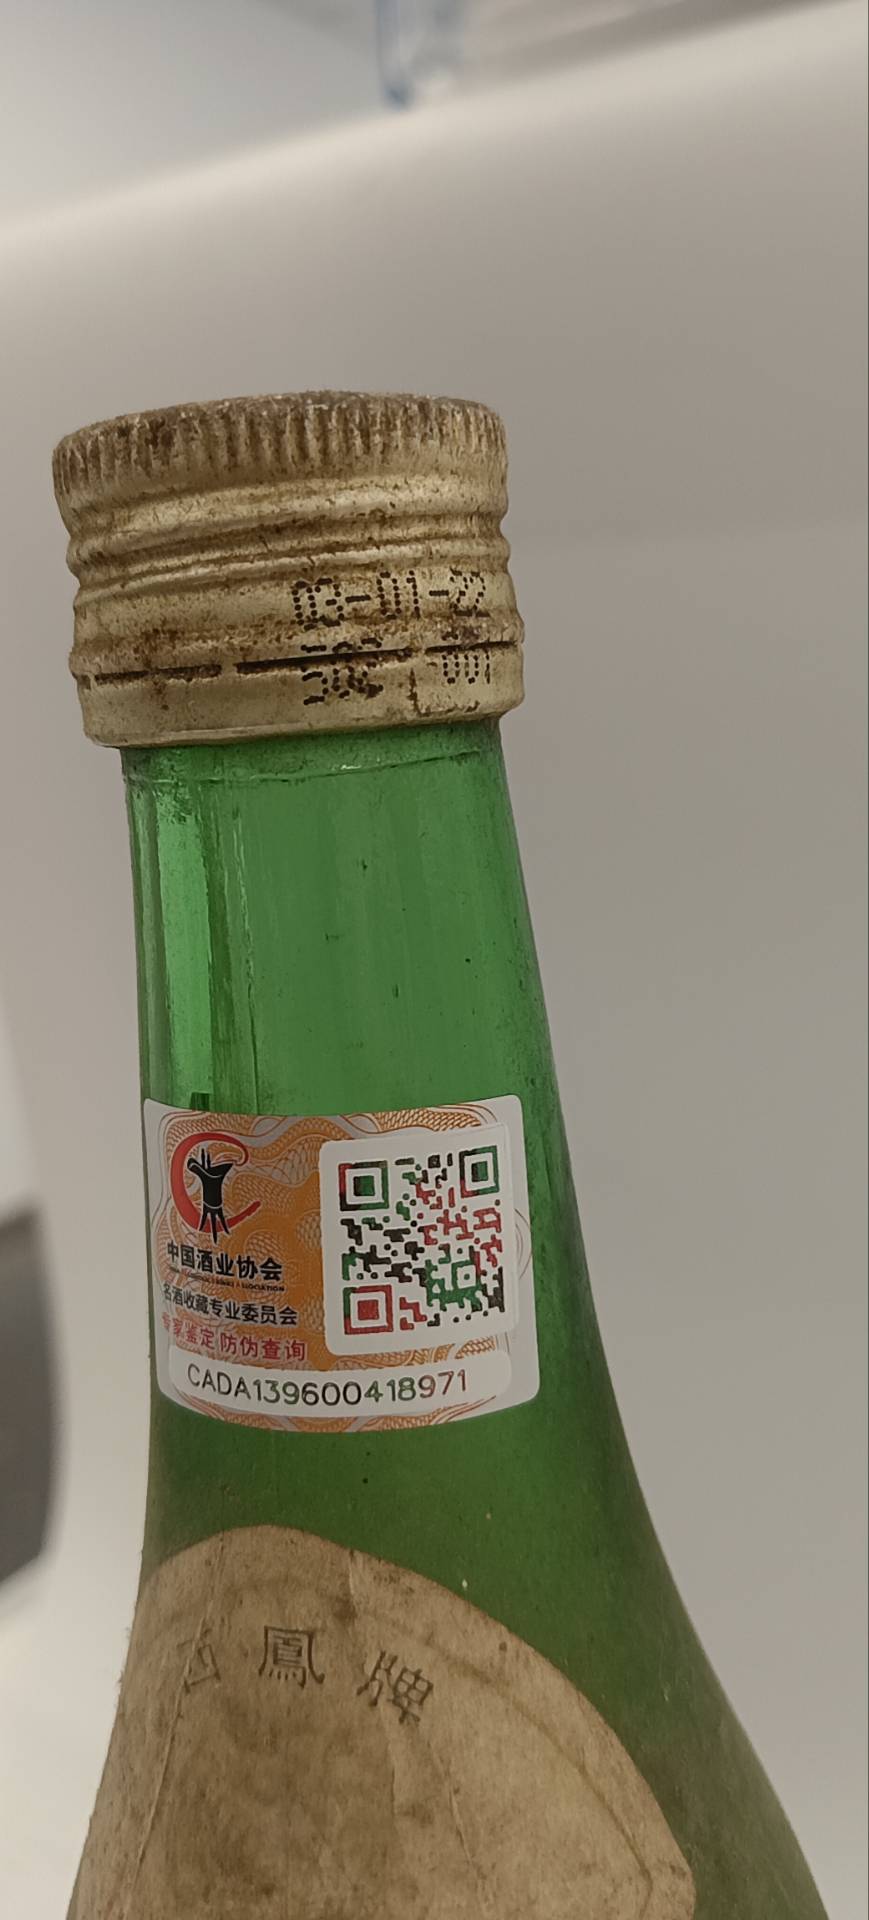 03-01-22
中国酒业协会
名酒收藏专业委员会
专家鉴定 防伪查询
CADA139600418971
鳳牌